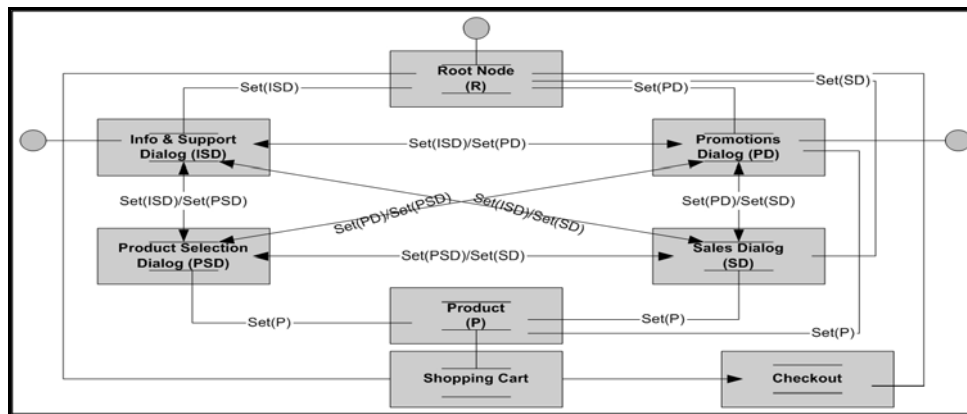 Root Node
(R)
Set(SD)
Set(ISD)
Set(PD)
Info & Support
Dialog (ISD)
Set(ISD)/Set(PD)
Promotions
Dialog (PD)
Set(ISD)/Set(PSD)
Set(PD)/Set(PSD)
Set(ISD)/Set(SD)
Set(PD)/Set(SD)
Product Selection
Dialog (PSD)
Set(PSD)/Set(SD)
Sales Dialog
(SD)
Product
(P)
Set(P)
Set(P)
Set(P)
Shopping Cart
Checkout